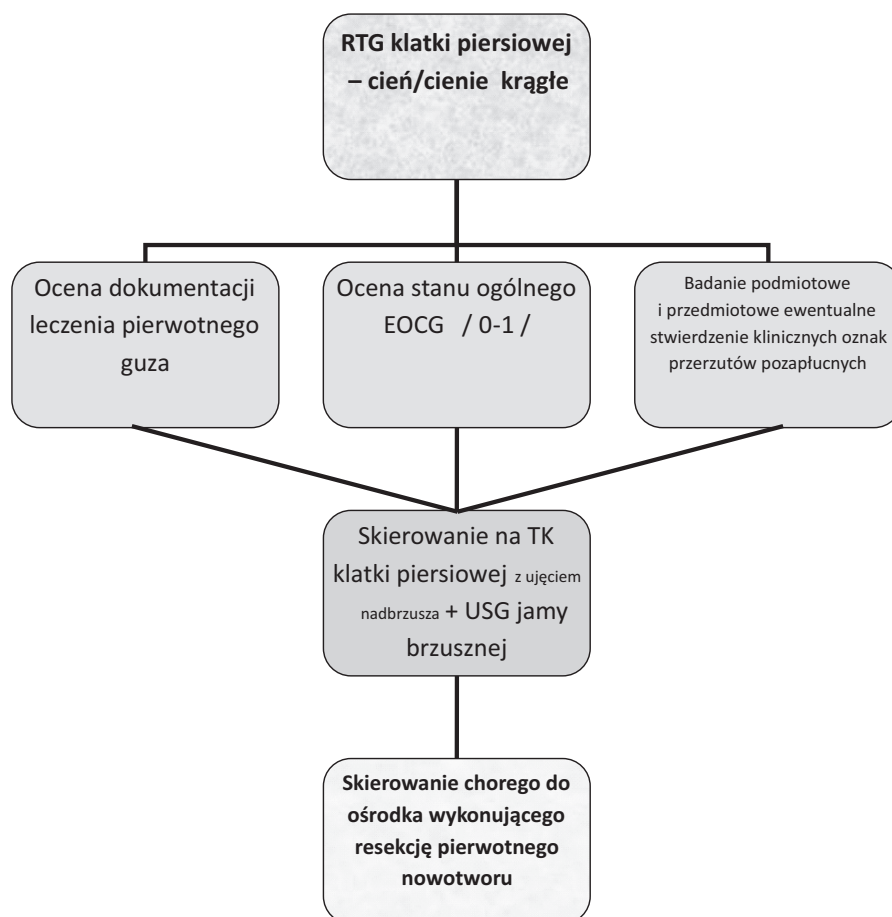 RTG klatki piersiowej
– cień/cienie krągłe
Ocena dokumentacji
leczenia pierwotnego
guza
Ocena stanu ogólnego
EOCG / 0-1 /
Badanie podmiotowe
i przedmiotowe ewentualne
stwierdzenie klinicznych oznak
przerzutów pozapłucnych
Skierowanie na TK
klatki piersiowej z ujęciem
nadbrzusza + USG jamy
brzusznej
Skierowanie chorego do
ośrodka wykonującego
resekcję pierwotnego
nowotworu